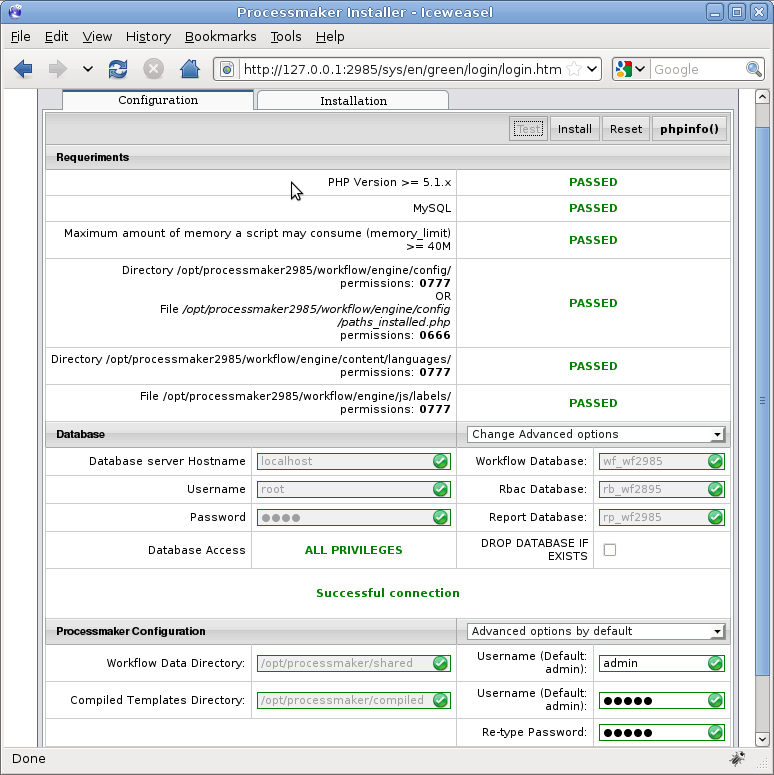 Processmaker Installer - Iceweasel
File Edit View History Bookmarks Tools Help
http://127.0.0.1:2985/sys/en/green/login/login.htm
Google
Configuration
Installation
Test
Install
Reset
phpinfo()
Requeriments
PHP Version >= 5.1.x PASSED
MySQL PASSED
Maximum amount of memory a script may consume (memory_limit)
>= 40M
PASSED
Directory /opt/processmaker2985/workflow/engine/config/
permissions: 0777
OR
File /opt/processmaker2985/workflow/engine/config
/paths_installed.php
permissions: 0666
PASSED
Directory /opt/processmaker2985/workflow/engine/content/languages/
permissions: 0777
PASSED
File /opt/processmaker2985/workflow/engine/js/labels/
permissions: 0777
PASSED
Database
Change Advanced options
Database server Hostname localhost
Workflow Database: wf_wf2985
Username root
Rbac Database: rb_wf2895
Password ●●●●
Report Database: rp_wf2985
Database Access ALL PRIVILEGES
DROP DATABASE IF
EXISTS
Successful connection
Processmaker Configuration
Advanced options by default
Workflow Data Directory: /opt/processmaker/shared
Username (Default:
admin):
admin
Compiled Templates Directory: /opt/processmaker/compiled
Username (Default:
admin):
●●●●●
Re-type Password: ●●●●●
Done